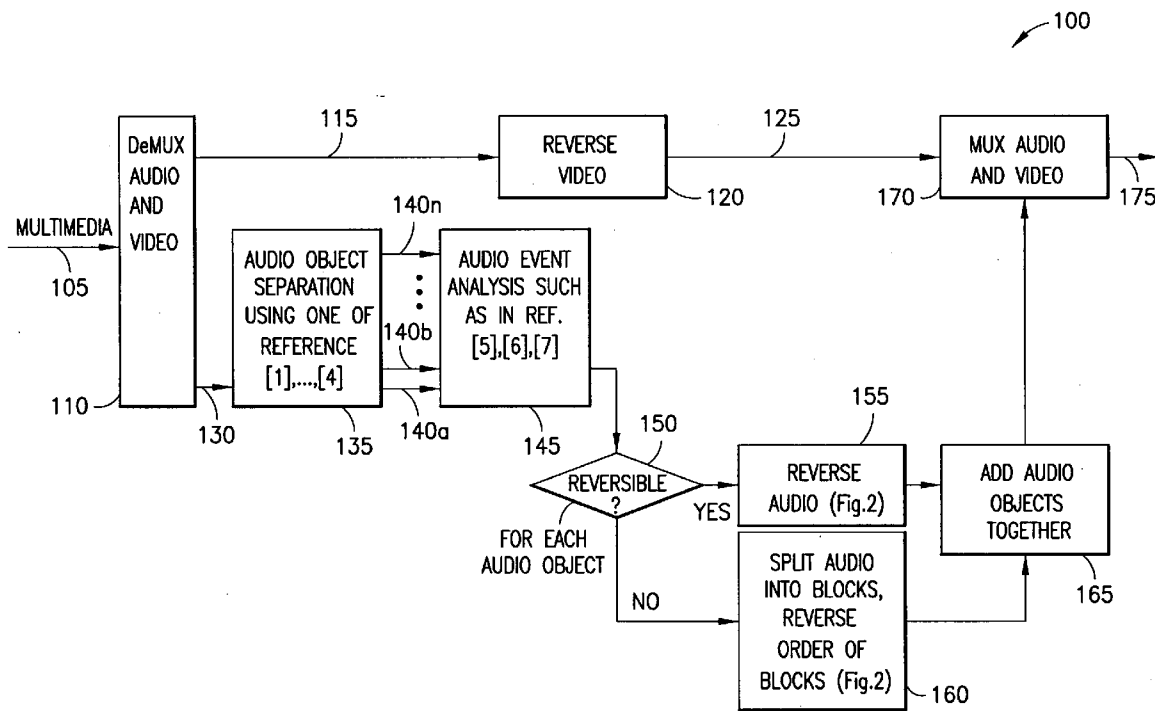 100
DeMUX
AUDIO
AND
VIDEO
115
REVERSE
VIDEO
125
MUX AUDIO
AND VIDEO
120
170
175
MULTIMEDIA
105
140n
AUDIO OBJECT
SEPARATION
USING ONE OF
REFERENCE
[1],...,[4]
AUDIO EVENT
ANALYSIS SUCH
AS IN REF.
[5],[6],[7]
140b
110
130
135
140a
145
150
155
REVERSIBLE
?
YES
REVERSE
AUDIO (Fig.2)
ADD AUDIO
OBJECTS
TOGETHER
FOR EACH
AUDIO OBJECT
165
NO
SPLIT AUDIO
INTO BLOCKS,
REVERSE
ORDER OF
BLOCKS (Fig.2)
160